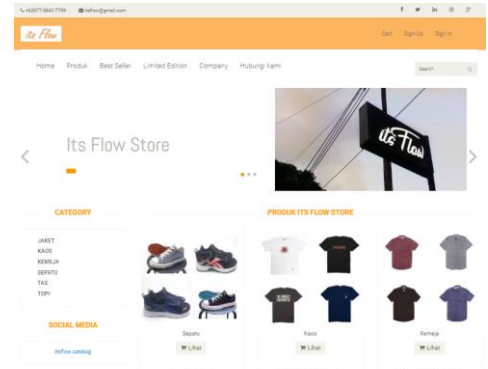 +62877-3840-7799 itsflow@gmail.com
Its Flow
Cart Sign Up Sign in
Home Produk Best Seller Limited Edition Company Hubungi kami
Search
Its Flow Store
its Flow
CATEGORY
JAKET
KAOS
KEMEJA
SEPATU
TAS
TOPI
SOCIAL MEDIA
itsflow.catalog
PRODUK ITS FLOW STORE
Sepatu
Lihat
Kaos
Lihat
Kemeja
Lihat